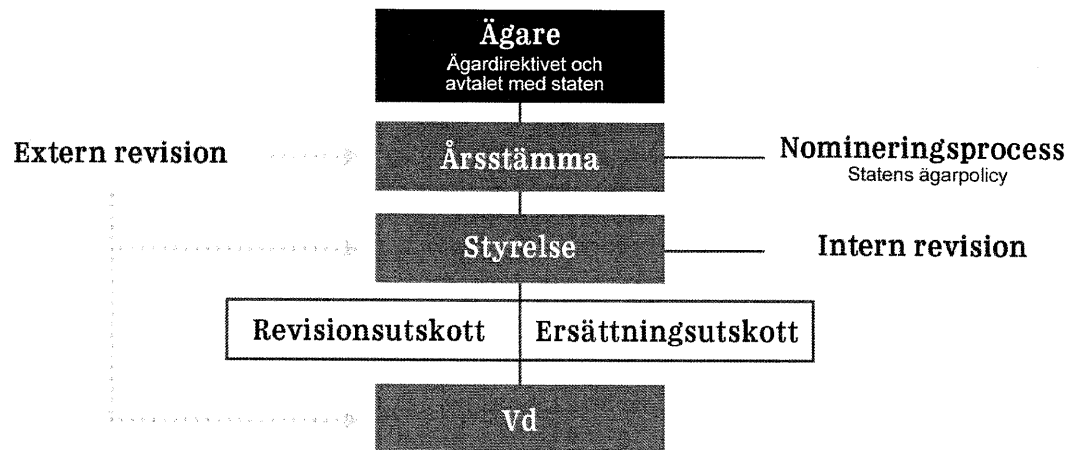 Ägare
Ägardirektivet och
avtalet med staten
Extern revision
Årsstämma
Nomineringsprocess
Statens ägarpolicy
Styrelse
Intern revision
Revisionsutskott
Ersättningsutskott
Vd